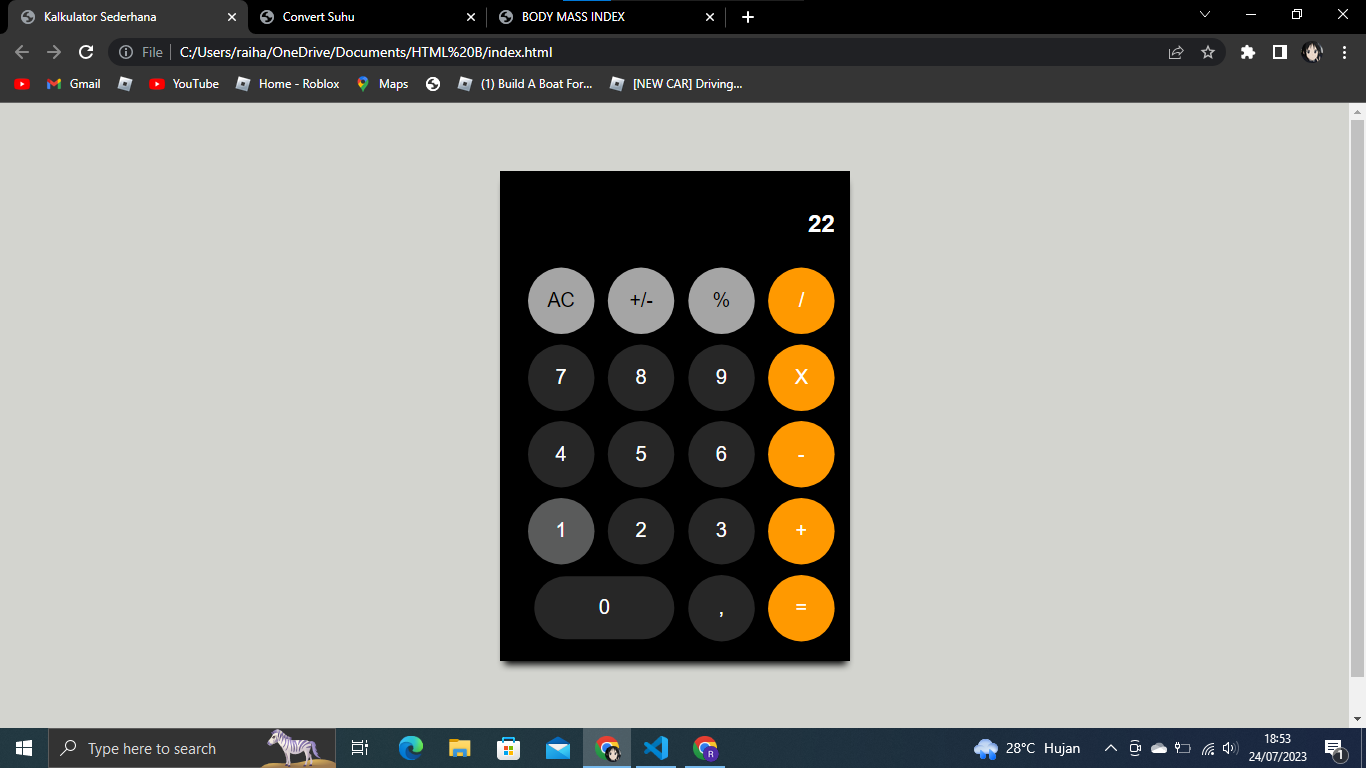 Kalkulator Sederhana
Convert Suhu
BODY MASS INDEX
File C:/Users/raiha/OneDrive/Documents/HTML%20B/index.html
Gmail YouTube Home - Roblox Maps (1) Build A Boat For... [NEW CAR] Driving...
22
AC +/- % /
7 8 9 X
4 5 6 -
1 2 3 +
0 , =
Type here to search
28°C Hujan
18:53
24/07/2023
1
R